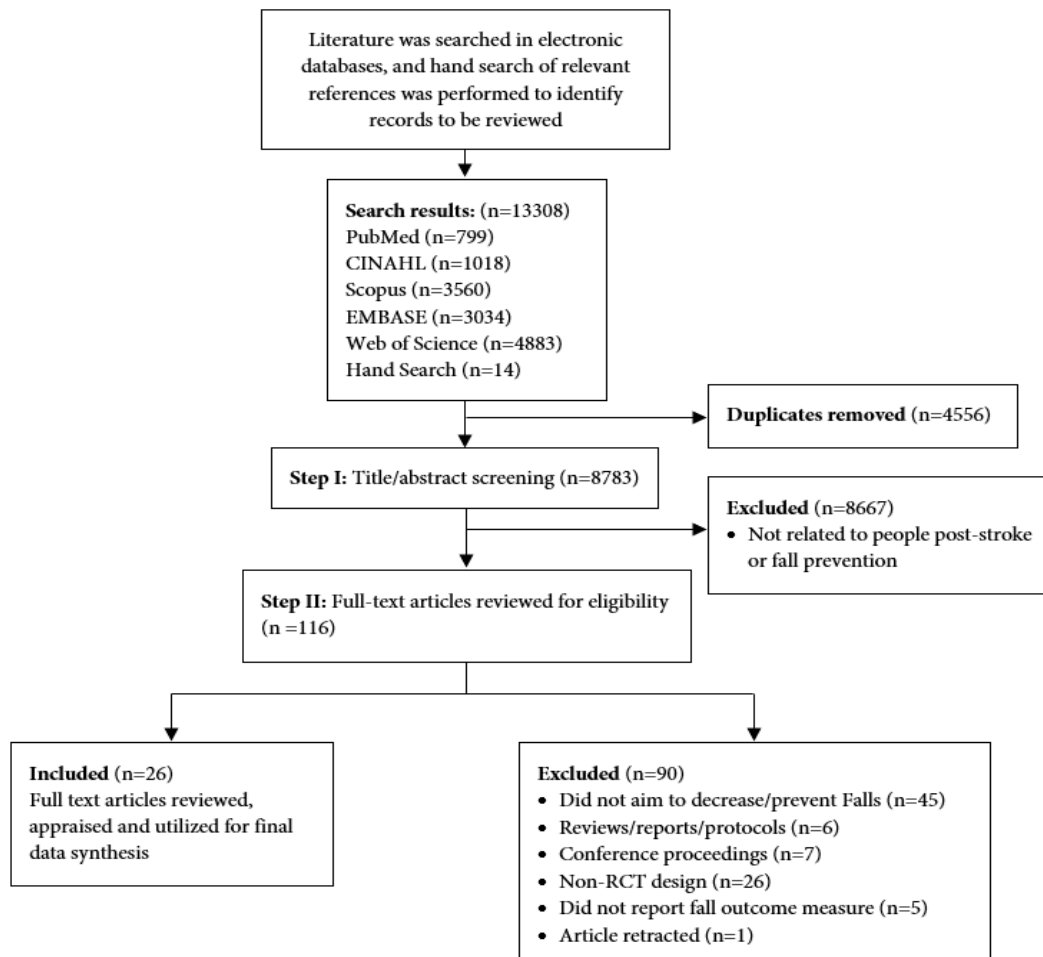 Literature was searched in electronic
databases, and hand search of relevant
references was performed to identify
records to be reviewed
Search results: (n=13308)
PubMed (n=799)
CINAHL (n=1018)
Scopus (n=3560)
EMBASE (n=3034)
Web of Science (n=4883)
Hand Search (n=14)
Duplicates removed (n=4556)
Step I: Title/abstract screening (n=8783)
Excluded (n=8667)
• Not related to people post-stroke
or fall prevention
Step II: Full-text articles reviewed for eligibility
(n =116)
Included (n=26)
Full text articles reviewed,
appraised and utilized for final
data synthesis
Excluded (n=90)
• Did not aim to decrease/prevent Falls (n=45)
• Reviews/reports/protocols (n=6)
• Conference proceedings (n=7)
• Non-RCT design (n=26)
• Did not report fall outcome measure (n=5)
• Article retracted (n=1)